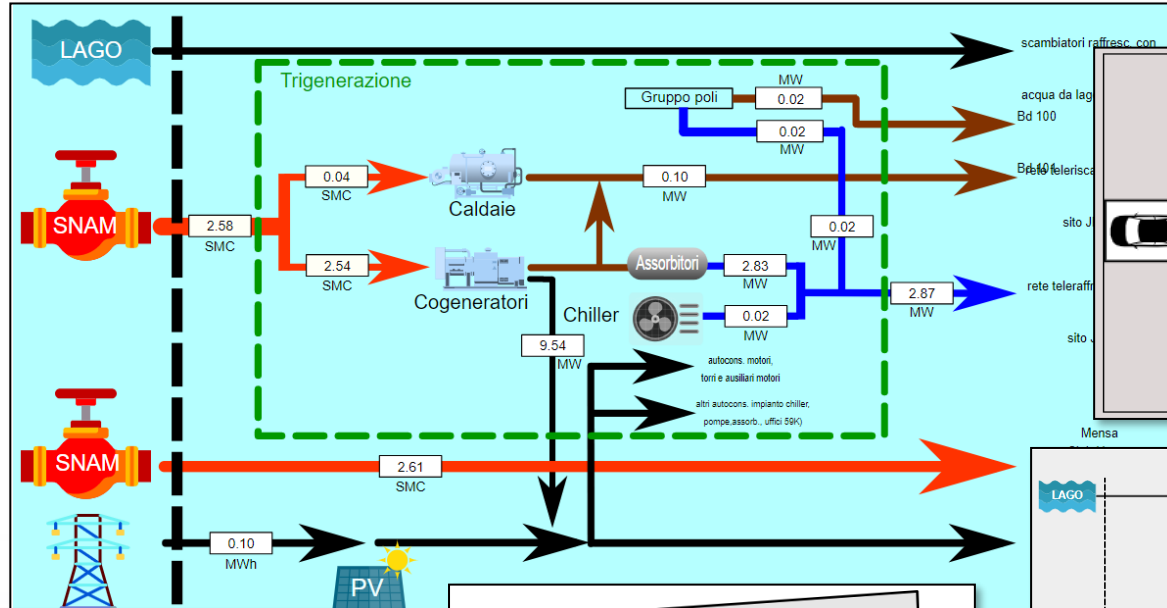 LAGO
scambiatori raffresc. con
Trigenerazione
MW
Gruppo poli
0.02
acqua da lag
Bd 100
0.02
MW
0.04
SMC
Caldaie
0.10
MW
Bd 101
SNAM
2.58
SMC
0.02
MW
sito J
2.54
SMC
Cogeneratori
Assorbitori
2.83
MW
2.87
MW
rete teleraffr
Chiller
0.02
MW
sito J
9.54
MW
autocons. motori,
torri e ausiliari motori
altri autocons. impianto chiller,
pompe,assorb., uffici 59K)
SNAM
2.61
SMC
Mensa
LAGO
0.10
MWh
PV